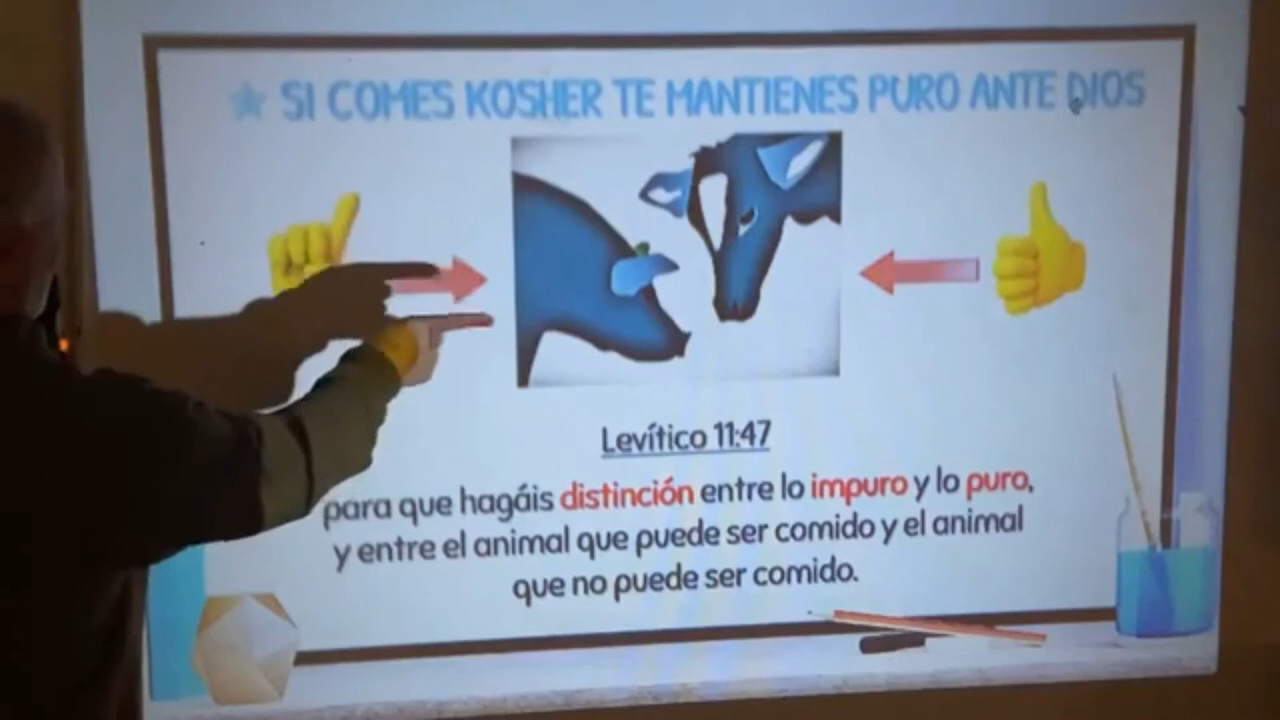 SI COMES KOSHER TE MANTIENES PURO ANTE DIOS
Levítico 11:47
para que hagáis distinción entre lo impuro y lo puro,
y entre el animal que puede ser comido y el animal
que no puede ser comido.